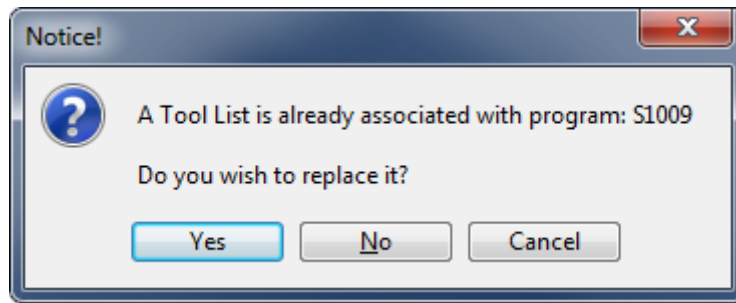 Notice!
A Tool List is already associated with program: S1009
Do you wish to replace it?
Yes
No
Cancel